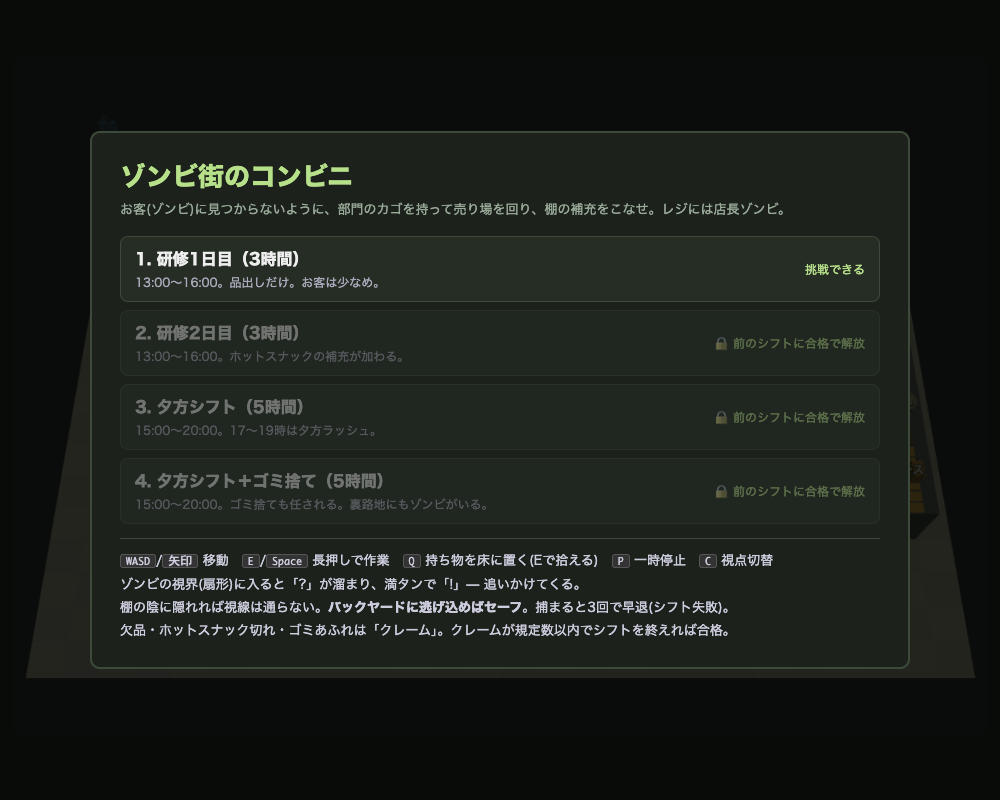 ゾンビ街のコンビニ
お客(ゾンビ)に見つからないように、部門のカゴを持って売り場を回り、棚の補充をこなせ。レジには店長ゾンビ。
1. 研修1日目（3時間）
13:00〜16:00。品出しだけ。お客は少なめ。
挑戦できる
2. 研修2日目（3時間）
13:00〜16:00。ホットスナックの補充が加わる。
🔒 前のシフトに合格で解放
3. 夕方シフト（5時間）
15:00〜20:00。17〜19時は夕方ラッシュ。
🔒 前のシフトに合格で解放
4. 夕方シフト＋ゴミ捨て（5時間）
15:00〜20:00。ゴミ捨ても任される。裏路地にもゾンビがいる。
🔒 前のシフトに合格で解放
WASD/矢印 移動 E/Space 長押しで作業 Q 持ち物を床に置く(Eで拾える) P 一時停止 C 視点切替
ゾンビの視界(扇形)に入ると「?」が溜まり、満タンで「!」— 追いかけてくる。
棚の陰に隠れれば視線は通らない。バックヤードに逃げ込めばセーフ。捕まると3回で早退(シフト失敗)。
欠品・ホットスナック切れ・ゴミあふれは「クレーム」。クレームが規定数以内でシフトを終えれば合格。